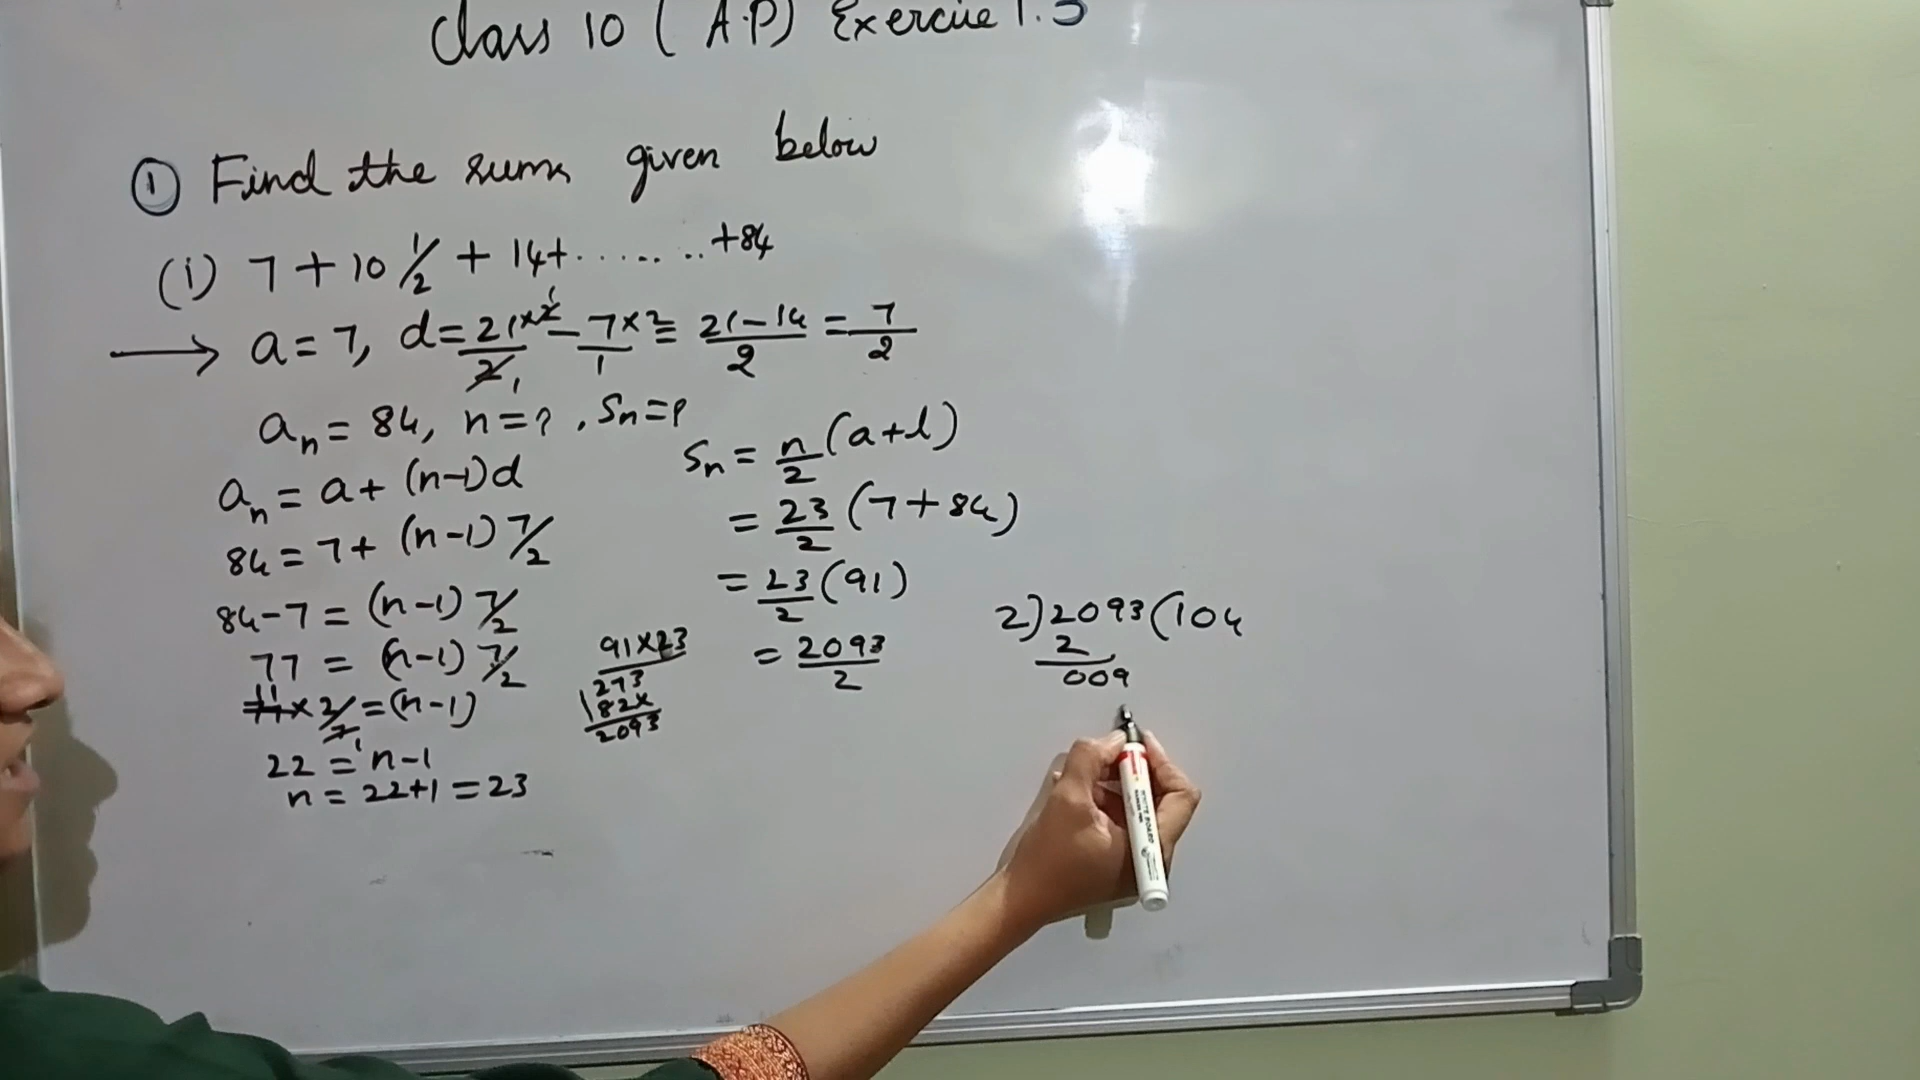 Class 10 (A.P) Exercise 1.3
① Find the sums given below
(i) 7 + 10 1/2 + 14 + ........ + 84
→ a = 7, d = 21×2/2 - 7×2/1 = 21-14/2 = 7/2
aₙ = 84, n = ?, Sₙ = ?
aₙ = a + (n-1)d
84 = 7 + (n-1) 7/2
84 - 7 = (n-1) 7/2
77 = (n-1) 7/2
11 × 2/7 = (n-1)
22 = n-1
n = 22+1 = 23
Sₙ = n/2 (a+l)
= 23/2 (7+84)
= 23/2 (91)
= 2093/2
91×23
273
182×
2093
2)2093(104
2
009